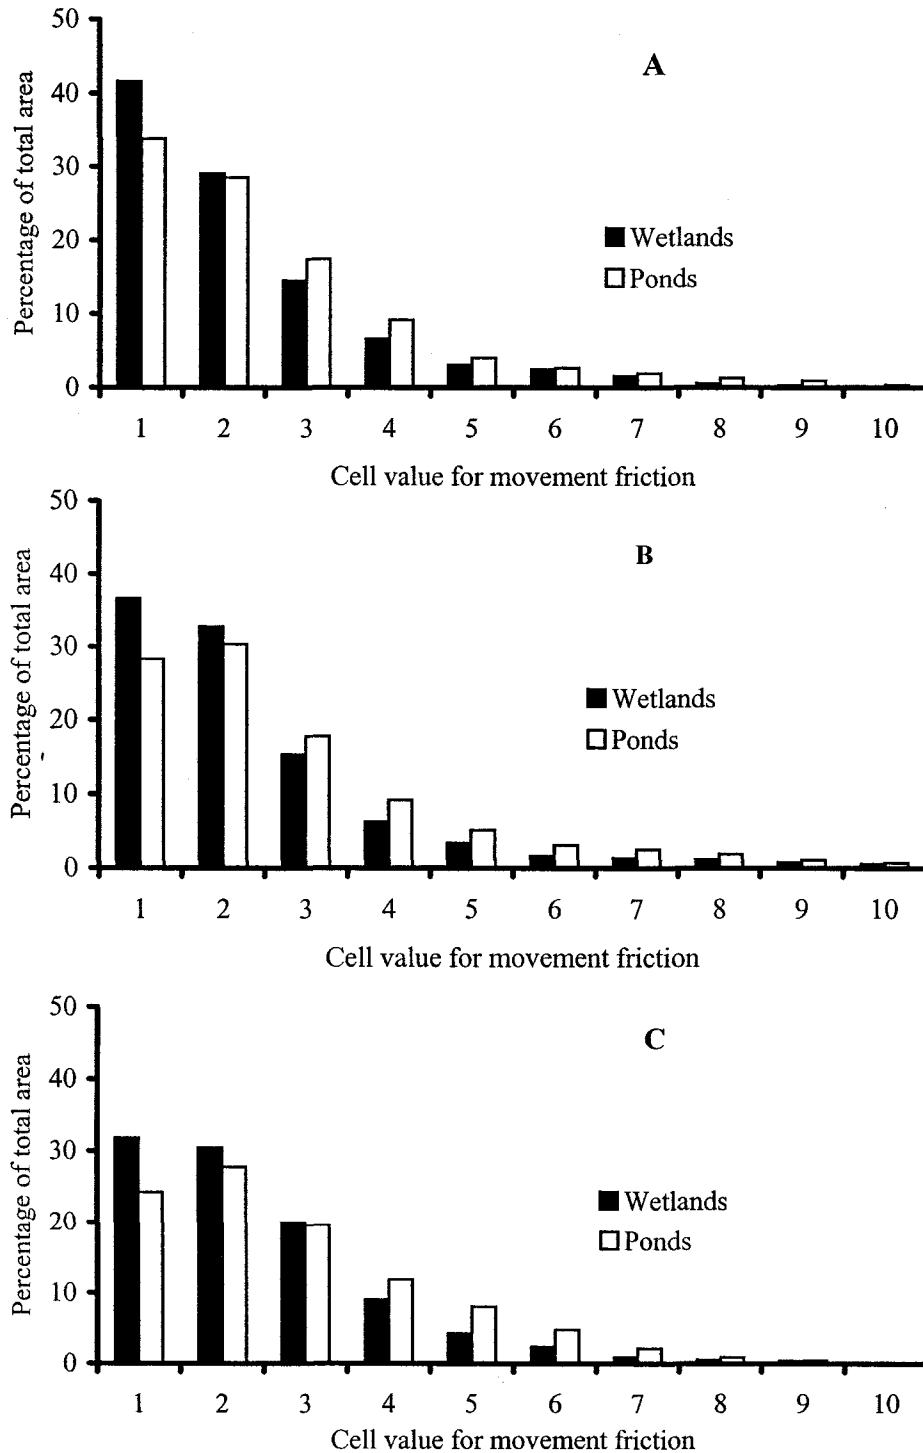 50
A
40
Percentage of total area
30
Wetlands
20
Ponds
10
0
1 2 3 4 5 6 7 8 9 10
Cell value for movement friction
50
B
40
Percentage of total area
30
Wetlands
20
Ponds
10
0
1 2 3 4 5 6 7 8 9 10
Cell value for movement friction
50
C
40
Percentage of total area
30
Wetlands
20
Ponds
10
0
1 2 3 4 5 6 7 8 9 10
Cell value for movement friction